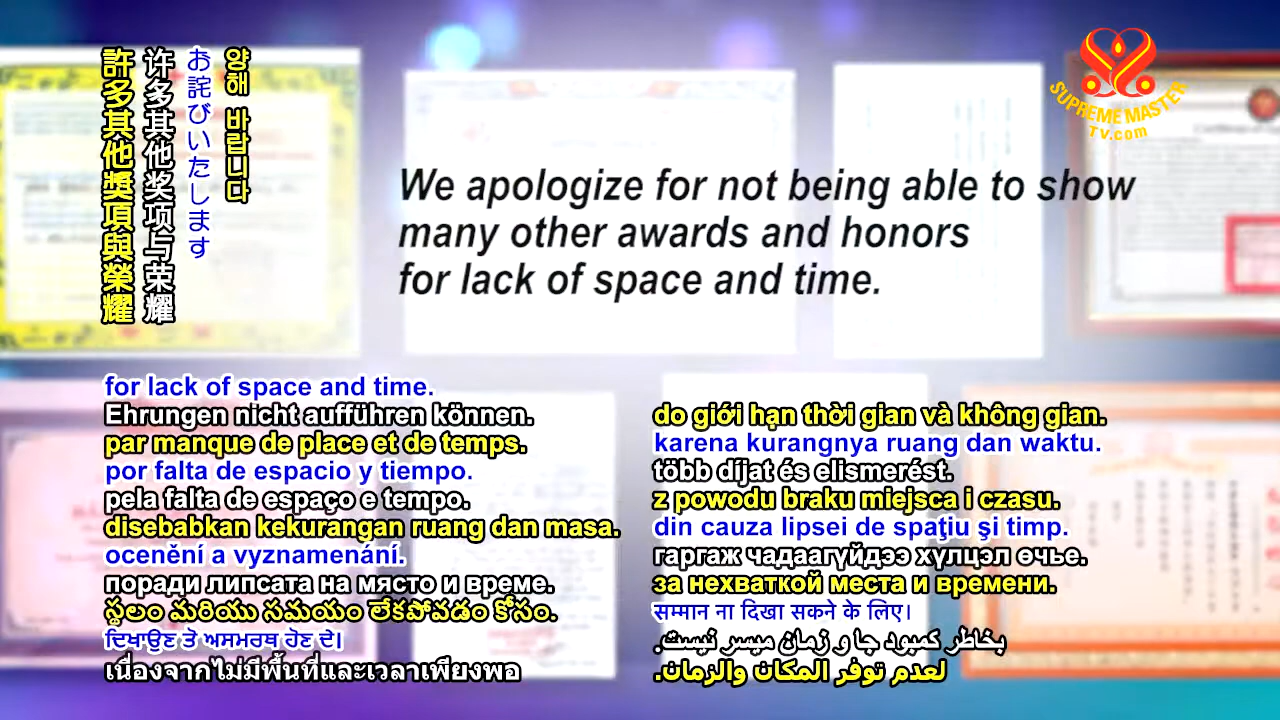 양해 바랍니다
お詫びいたします
许多其他奖项与荣耀
許多其他獎項與榮耀
SUPREME MASTER
TV.com
We apologize for not being able to show
many other awards and honors
for lack of space and time.
for lack of space and time.
Ehrungen nicht aufführen können.
par manque de place et de temps.
por falta de espacio y tiempo.
pela falta de espaço e tempo.
disebabkan kekurangan ruang dan masa.
ocenění a vyznamenání.
поради липсата на място и време.
స్థలం మరియు సమయం లేకపోవడం కోసం.
ਦਿਖਾਉਣ ਤੋ ਅਸਮਰਥ ਹੋਣ ਦੇ।
เนื่องจากไม่มีพื้นที่และเวลาเพียงพอ
do giới hạn thời gian và không gian.
karena kurangnya ruang dan waktu.
több díjat és elismerést.
z powodu braku miejsca i czasu.
din cauza lipsei de spaţiu şi timp.
гаргаж чадаагүйдээ хүлцэл өчье.
за нехваткой места и времени.
सम्मान ना दिखा सकने के लिए।
بخاطر کمبود جا و زمان میسر نیست.
لعدم توفر المكان والزمان.